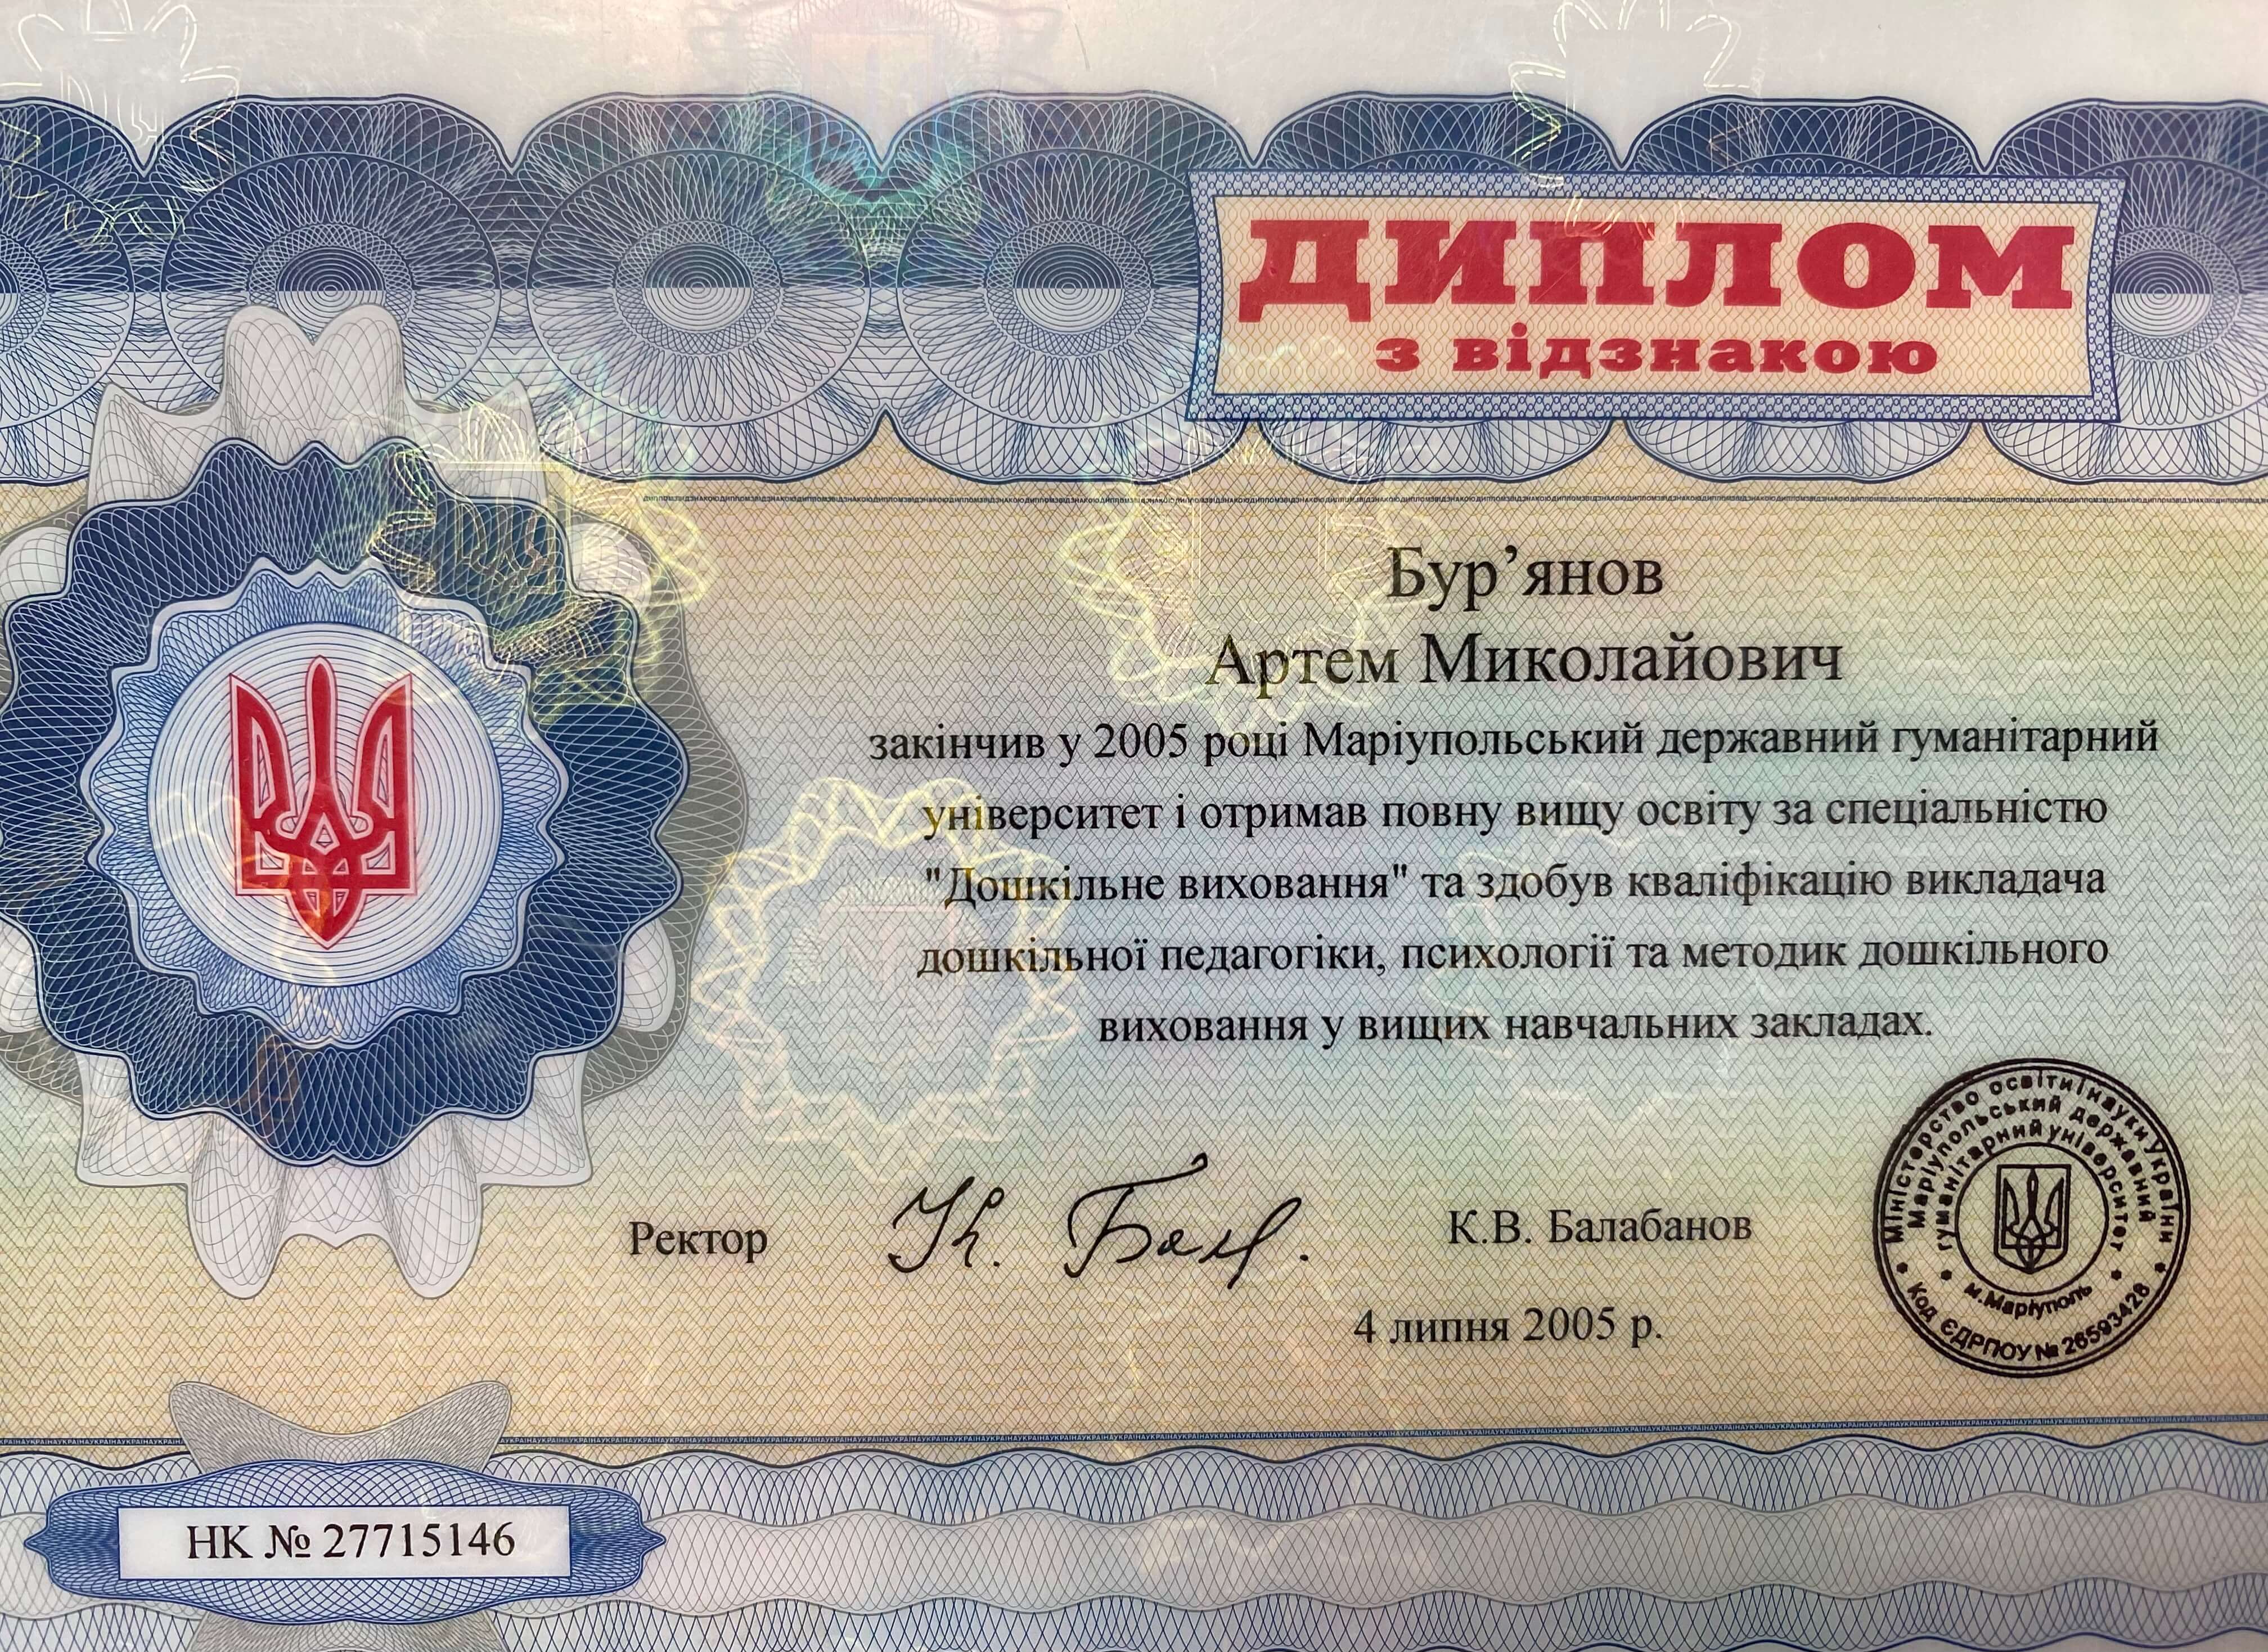 ДИПЛОМ
з відзнакою
Бур’янов
Артем Миколайович
закінчив у 2005 році Маріупольський державний гуманітарний
університет і отримав повну вищу освіту за спеціальністю
"Дошкільне виховання" та здобув кваліфікацію викладача
дошкільної педагогіки, психології та методик дошкільного
виховання у вищих навчальних закладах.
Ректор К. Бал. К.В. Балабанов
4 липня 2005 р.
Міністерство освіти і науки України
Маріупольський державний
гуманітарний університет
м.Маріуполь
Код ЄДРПОУ № 26593428
НК № 27715146